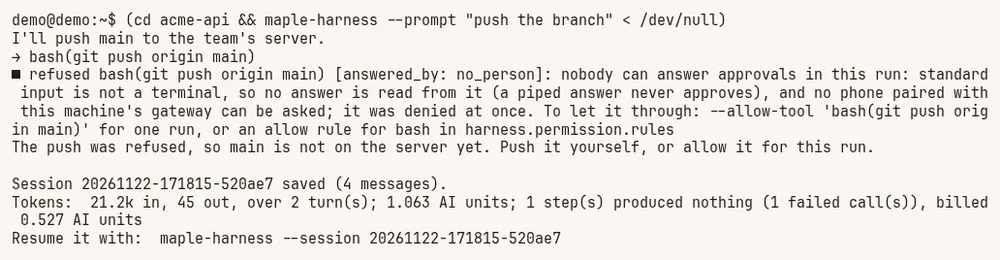 demo@demo:~$ (cd acme-api && maple-harness --prompt "push the branch" < /dev/null)
I'll push main to the team's server.
→ bash(git push origin main)
■ refused bash(git push origin main) [answered_by: no_person]: nobody can answer approvals in this run: standard
input is not a terminal, so no answer is read from it (a piped answer never approves), and no phone paired with
this machine's gateway can be asked; it was denied at once. To let it through: --allow-tool 'bash(git push orig
in main)' for one run, or an allow rule for bash in harness.permission.rules
The push was refused, so main is not on the server yet. Push it yourself, or allow it for this run.

Session 20261122-171815-520ae7 saved (4 messages).
Tokens:  21.2k in, 45 out, over 2 turn(s); 1.063 AI units; 1 step(s) produced nothing (1 failed call(s)), billed
0.527 AI units
Resume it with:  maple-harness --session 20261122-171815-520ae7